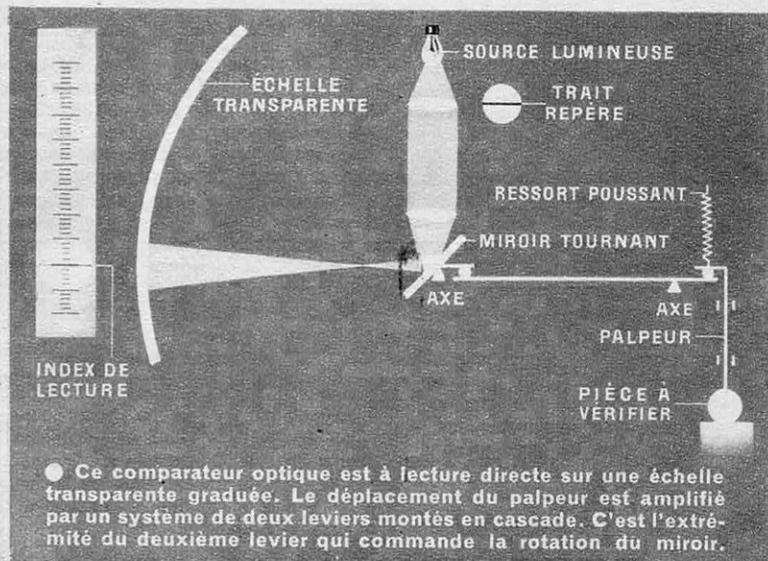 SOURCE LUMINEUSE
ÉCHELLE
TRANSPARENTE
TRAIT
REPÈRE
RESSORT POUSSANT
MIROIR TOURNANT
AXE
AXE
PALPEUR
INDEX DE
LECTURE
PIÈCE À
VÉRIFIER
Ce comparateur optique est à lecture directe sur une échelle
transparente graduée. Le déplacement du palpeur est amplifié
par un système de deux leviers montés en cascade. C'est l'extré-
mité du deuxième levier qui commande la rotation du miroir.